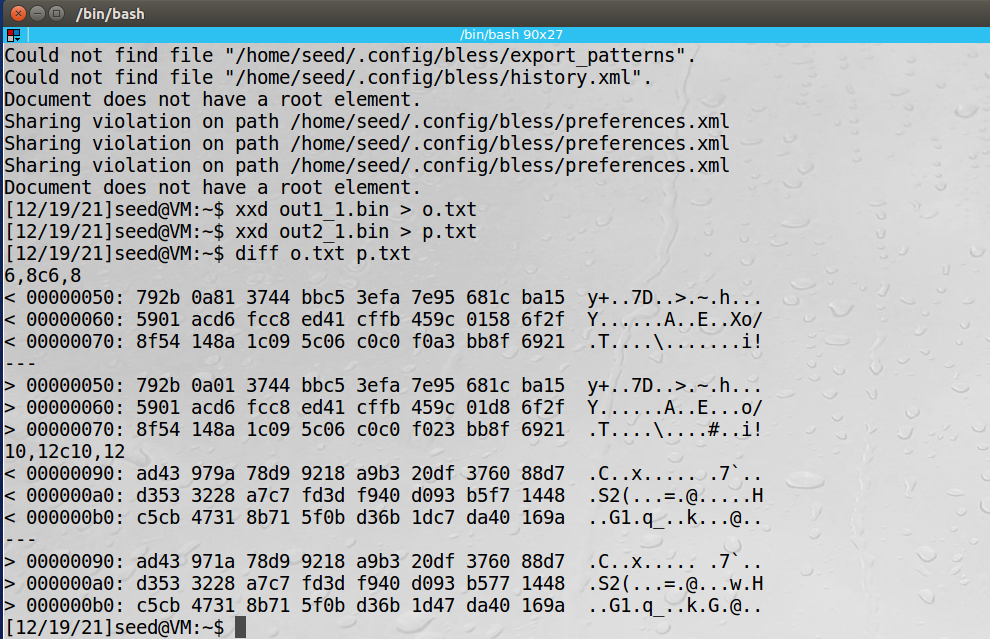 /bin/bash
/bin/bash 90x27
Could not find file "/home/seed/.config/bless/export_patterns".
Could not find file "/home/seed/.config/bless/history.xml".
Document does not have a root element.
Sharing violation on path /home/seed/.config/bless/preferences.xml
Sharing violation on path /home/seed/.config/bless/preferences.xml
Sharing violation on path /home/seed/.config/bless/preferences.xml
Document does not have a root element.
[12/19/21]seed@VM:~$ xxd out1_1.bin > o.txt
[12/19/21]seed@VM:~$ xxd out2_1.bin > p.txt
[12/19/21]seed@VM:~$ diff o.txt p.txt
6,8c6,8
< 00000050: 792b 0a81 3744 bbc5 3efa 7e95 681c ba15  y+..7D..>.~.h...
< 00000060: 5901 acd6 fcc8 ed41 cffb 459c 0158 6f2f  Y......A..E..Xo/
< 00000070: 8f54 148a 1c09 5c06 c0c0 f0a3 bb8f 6921  .T....\.......i!
---
> 00000050: 792b 0a01 3744 bbc5 3efa 7e95 681c ba15  y+..7D..>.~.h...
> 00000060: 5901 acd6 fcc8 ed41 cffb 459c 01d8 6f2f  Y......A..E...o/
> 00000070: 8f54 148a 1c09 5c06 c0c0 f023 bb8f 6921  .T....\....#..i!
10,12c10,12
< 00000090: ad43 979a 78d9 9218 a9b3 20df 3760 88d7  .C..x..... .7`..
< 000000a0: d353 3228 a7c7 fd3d f940 d093 b5f7 1448  .S2(...=.@.....H
< 000000b0: c5cb 4731 8b71 5f0b d36b 1dc7 da40 169a  ..G1.q_..k...@..
---
> 00000090: ad43 971a 78d9 9218 a9b3 20df 3760 88d7  .C..x..... .7`..
> 000000a0: d353 3228 a7c7 fd3d f940 d093 b577 1448  .S2(...=.@...w.H
> 000000b0: c5cb 4731 8b71 5f0b d36b 1d47 da40 169a  ..G1.q_..k.G.@..
[12/19/21]seed@VM:~$